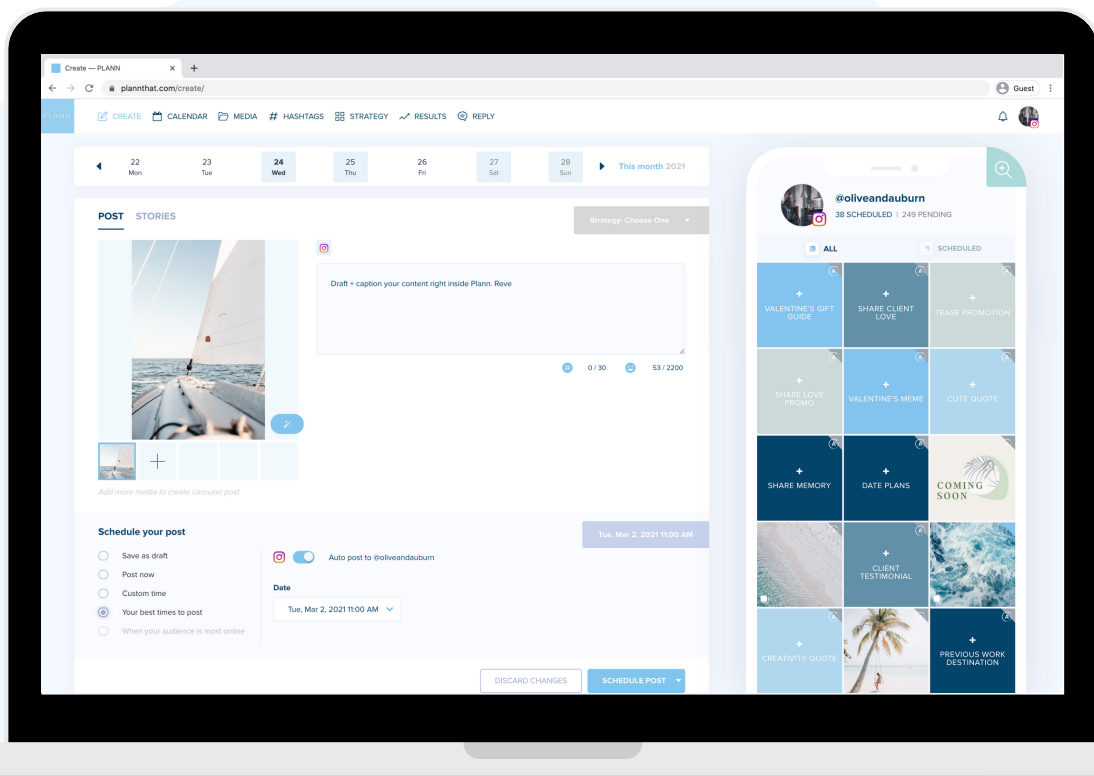 Create — PLANN
plannthat.com/create/
Guest
PLANN
CREATE
CALENDAR
MEDIA
# HASHTAGS
STRATEGY
RESULTS
REPLY
22 23 24 25 26 27 28
Mon Tue Wed Thu Fri Sat Sun
This month 2021
POST STORIES
Strategy: Choose One
Draft + caption your content right inside Plann. Reve
# 0 / 30 53 / 2200
Add more media to create carousel post
Schedule your post
Tue, Mar 2, 2021 11:00 AM
Save as draft
Post now
Custom time
Your best times to post
When your audience is most online
Auto post to @oliveandauburn
Date
Tue, Mar 2, 2021 11:00 AM
DISCARD CHANGES
SCHEDULE POST
@oliveandauburn
38 SCHEDULED | 249 PENDING
ALL
SCHEDULED
A
+
VALENTINE'S GIFT
GUIDE
A
+
SHARE CLIENT
LOVE
A
+
TEASE PROMOTION
A
+
SHARE LOVE
PROMO
A
+
VALENTINE'S MEME
A
+
CUTE QUOTE
A
+
SHARE MEMORY
A
+
DATE PLANS
COMING
SOON
A
+
CLIENT
TESTIMONIAL
A
+
CREATIVITY QUOTE
A
+
PREVIOUS WORK
DESTINATION